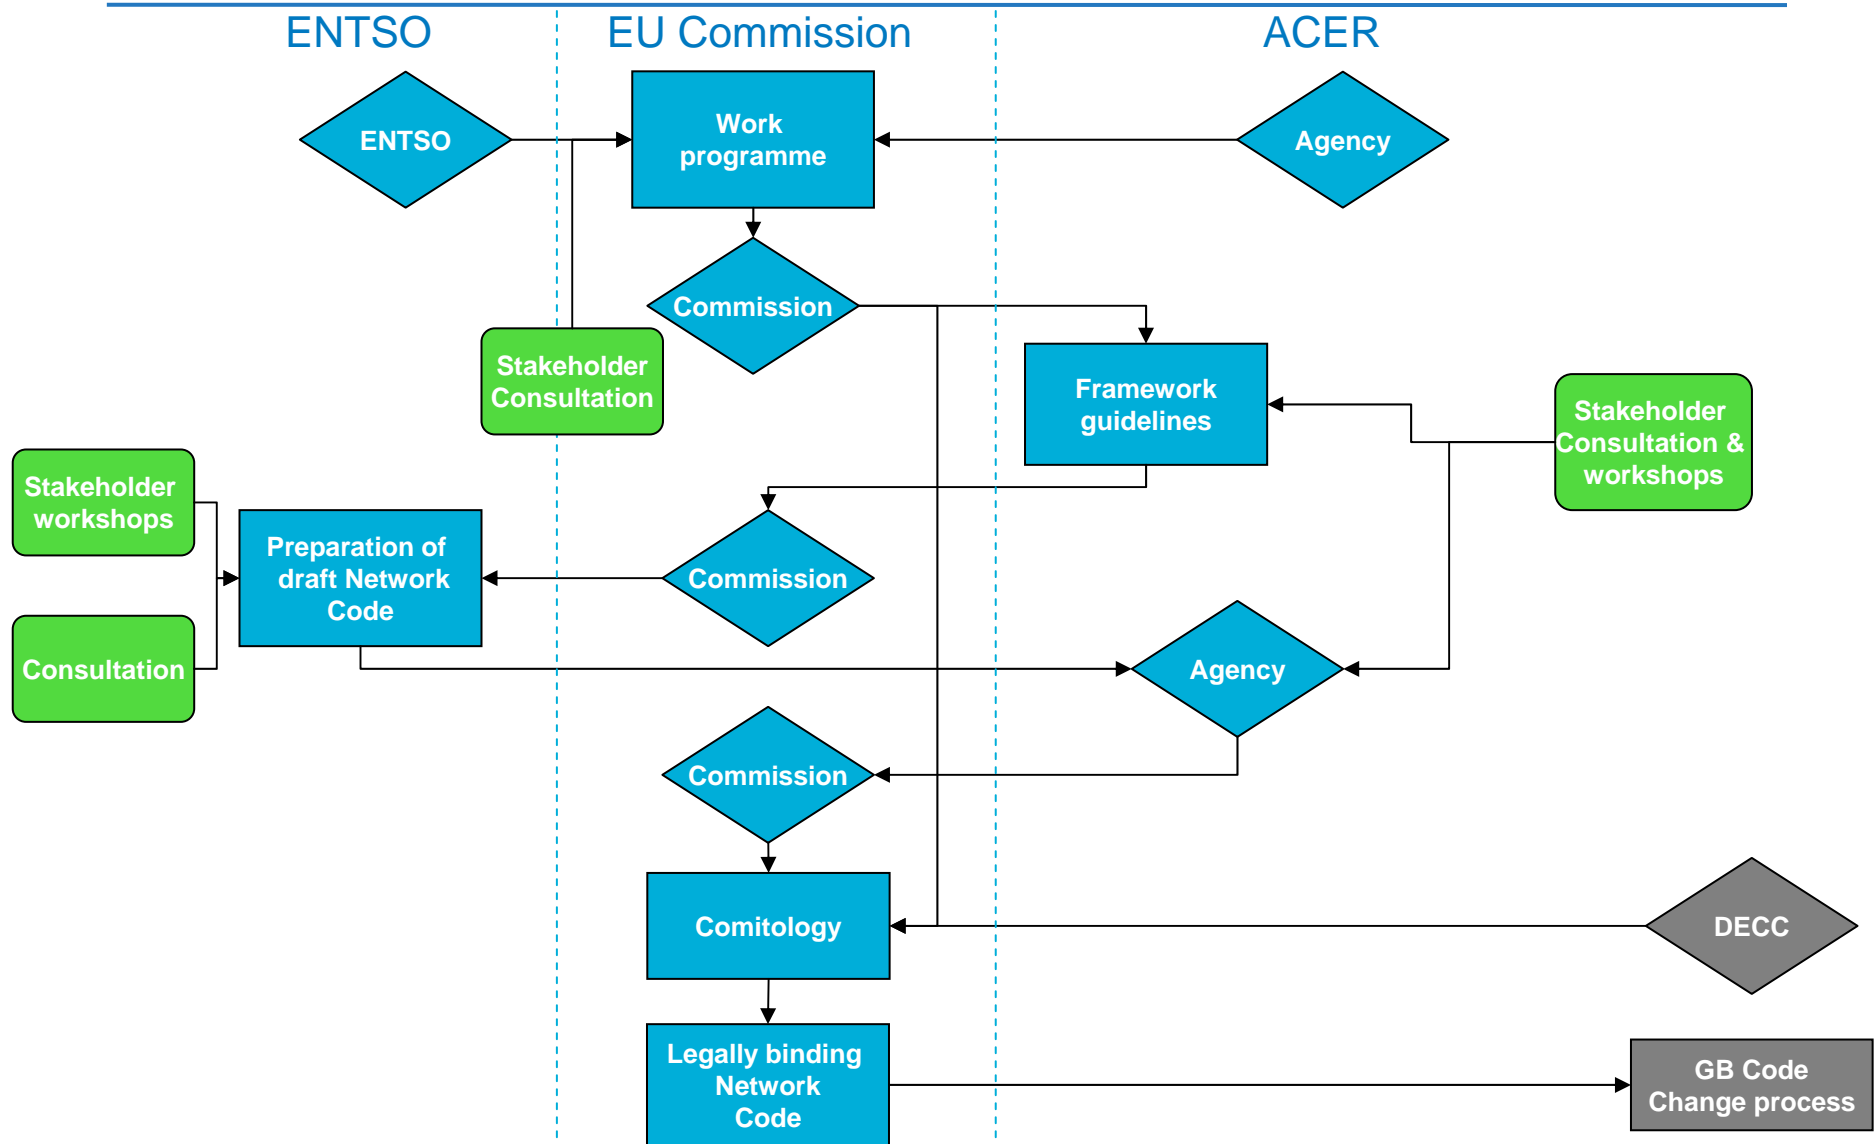 ENTSO
EU Commission
ACER
ENTSO
Work
programme
Agency
Commission
Stakeholder
Consultation
Framework
guidelines
Stakeholder
Consultation &
workshops
Stakeholder
workshops
Preparation of
draft Network
Code
Commission
Consultation
Agency
Commission
Comitology
DECC
Legally binding
Network
Code
GB Code
Change process